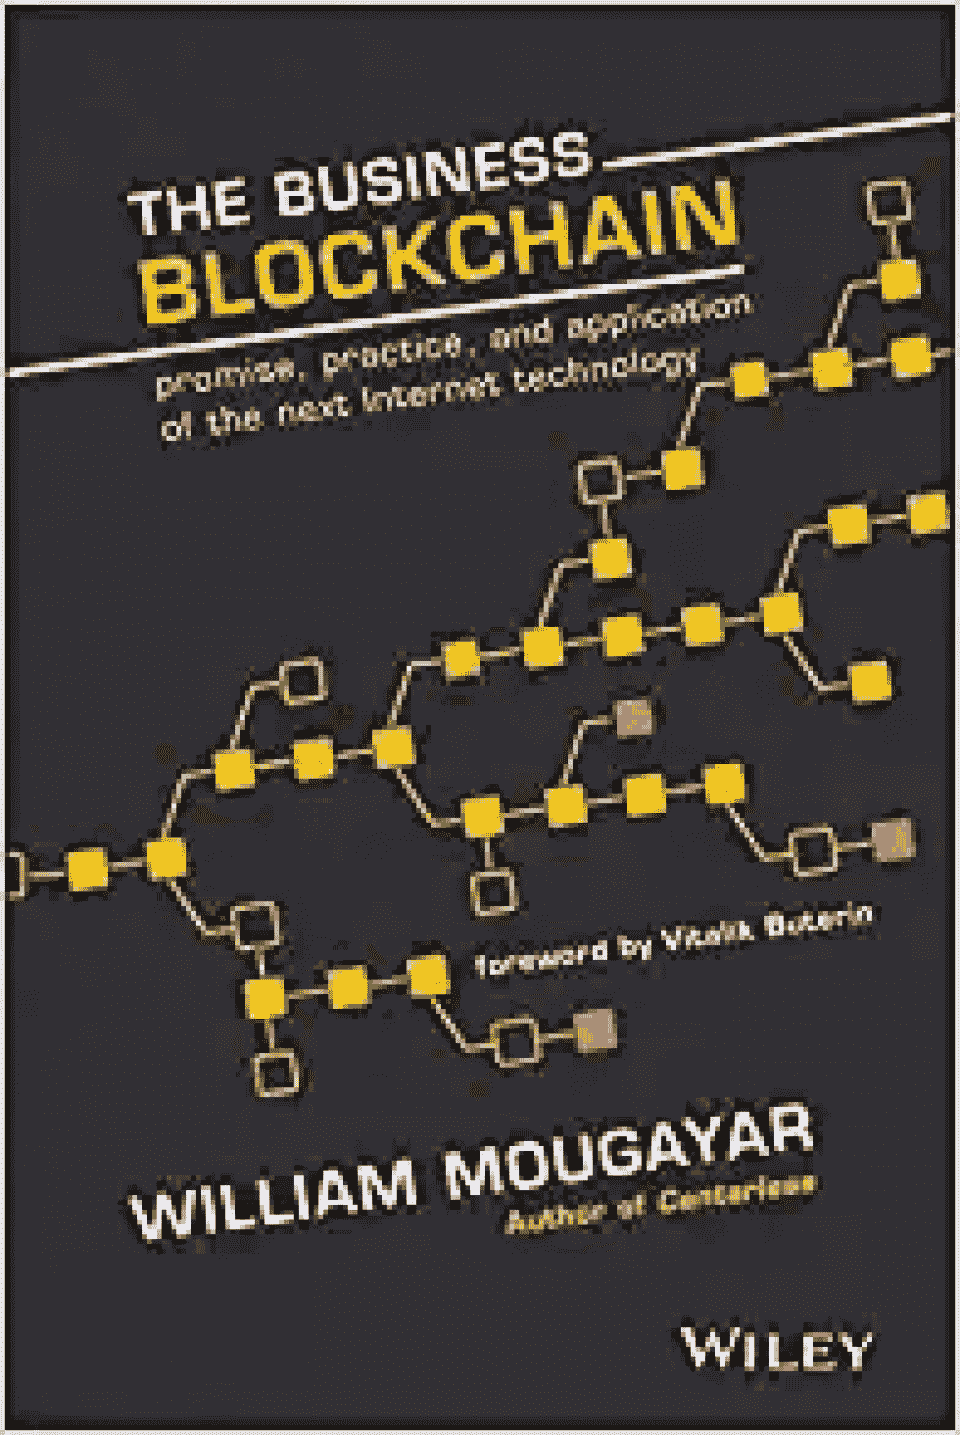 THE BUSINESS
BLOCKCHAIN
promise, practice, and application
of the next Internet technology
foreword by Vitalik Buterin
WILLIAM MOUGAYAR
Author of Centerless
WILEY